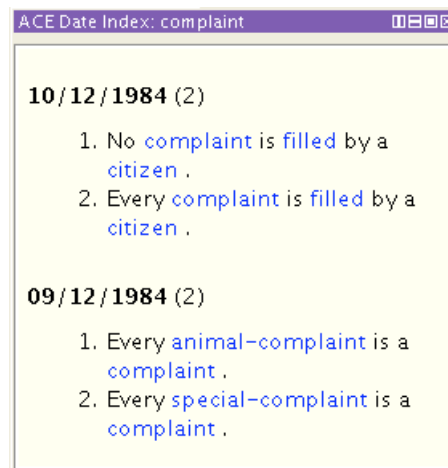 ACE Date Index: complaint
10/12/1984 (2)
1. No complaint is filled by a
citizen .
2. Every complaint is filled by a
citizen .
09/12/1984 (2)
1. Every animal-complaint is a
complaint .
2. Every special-complaint is a
complaint .